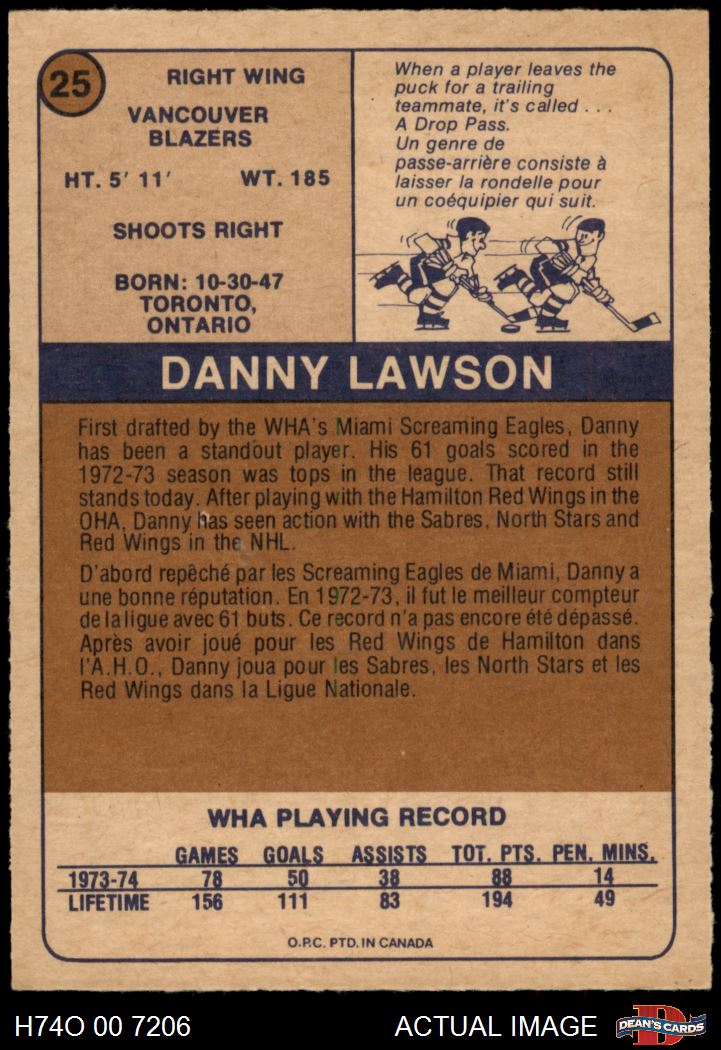 25
RIGHT WING
VANCOUVER
BLAZERS
HT. 5' 11' WT. 185
SHOOTS RIGHT
BORN: 10-30-47
TORONTO,
ONTARIO
When a player leaves the
puck for a trailing
teammate, it's called . . .
A Drop Pass.
Un genre de
passe-arrière consiste à
laisser la rondelle pour
un coéquipier qui suit.
DANNY LAWSON
First drafted by the WHA's Miami Screaming Eagles, Danny
has been a standout player. His 61 goals scored in the
1972-73 season was tops in the league. That record still
stands today. After playing with the Hamilton Red Wings in the
OHA, Danny has seen action with the Sabres, North Stars and
Red Wings in the NHL.
D'abord repêché par les Screaming Eagles de Miami, Danny a
une bonne réputation. En 1972-73, il fut le meilleur compteur
de la ligue avec 61 buts. Ce record n'a pas encore été dépassé.
Après avoir joué pour les Red Wings de Hamilton dans
l'A.H.O., Danny joua pour les Sabres, les North Stars et les
Red Wings dans la Ligue Nationale.
WHA PLAYING RECORD
GAMES GOALS ASSISTS TOT. PTS. PEN. MINS.
1973-74 78 50 38 88 14
LIFETIME 156 111 83 194 49
O.P.C. PTD. IN CANADA
H74O 00 7206 ACTUAL IMAGE DEAN'S CARDS